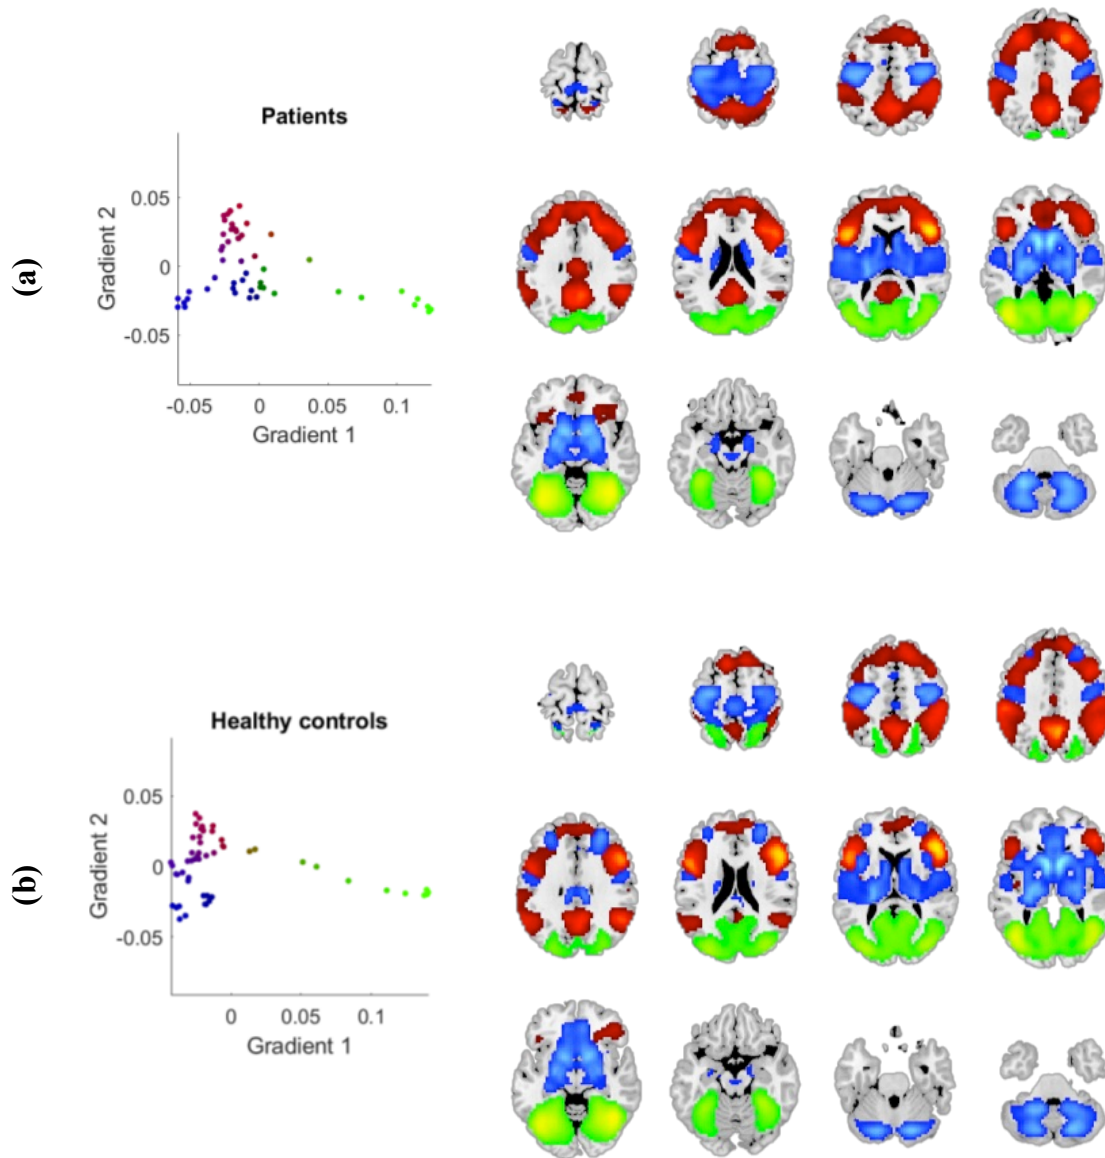 (a)
Patients
Gradient 2
0.05
0
-0.05
-0.05 0 0.05 0.1
Gradient 1
(b)
Healthy controls
Gradient 2
0.05
0
-0.05
0 0.05 0.1
Gradient 1